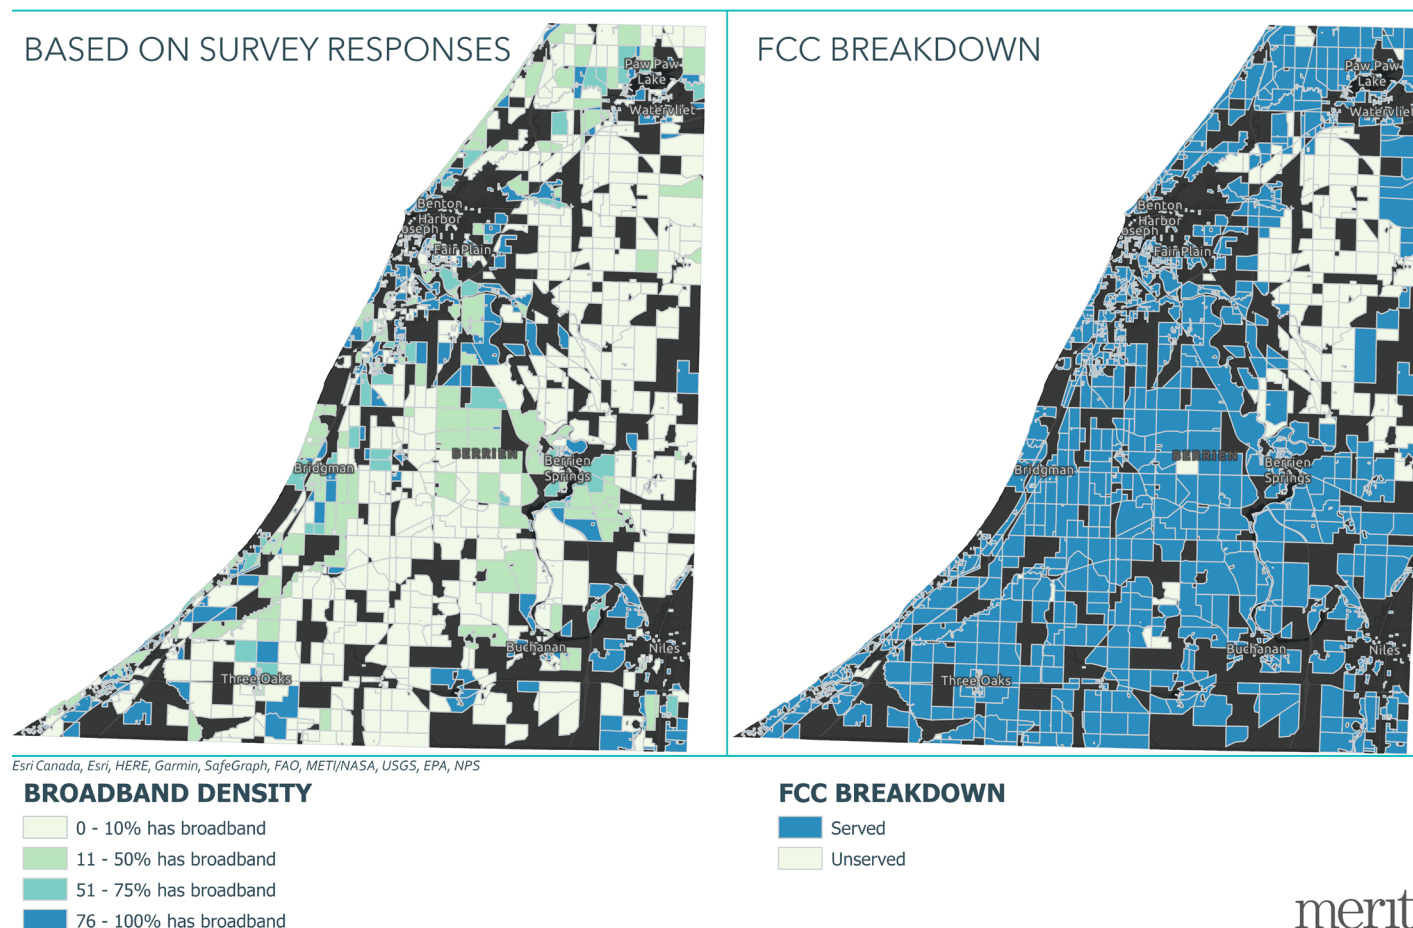 BASED ON SURVEY RESPONSES
Paw Paw
Lake
Watervliet
Benton
Harbor
oseph
Fair Plain
BERRIEN
Berrien
Springs
Bridgman
Buchanan
Niles
Three Oaks
FCC BREAKDOWN
Paw Paw
Lake
Watervliet
Benton
Harbor
oseph
Fair Plain
BERRIEN
Berrien
Springs
Bridgman
Buchanan
Niles
Three Oaks
Esri Canada, Esri, HERE, Garmin, SafeGraph, FAO, METI/NASA, USGS, EPA, NPS
BROADBAND DENSITY
0 - 10% has broadband
11 - 50% has broadband
51 - 75% has broadband
76 - 100% has broadband
FCC BREAKDOWN
Served
Unserved
merit